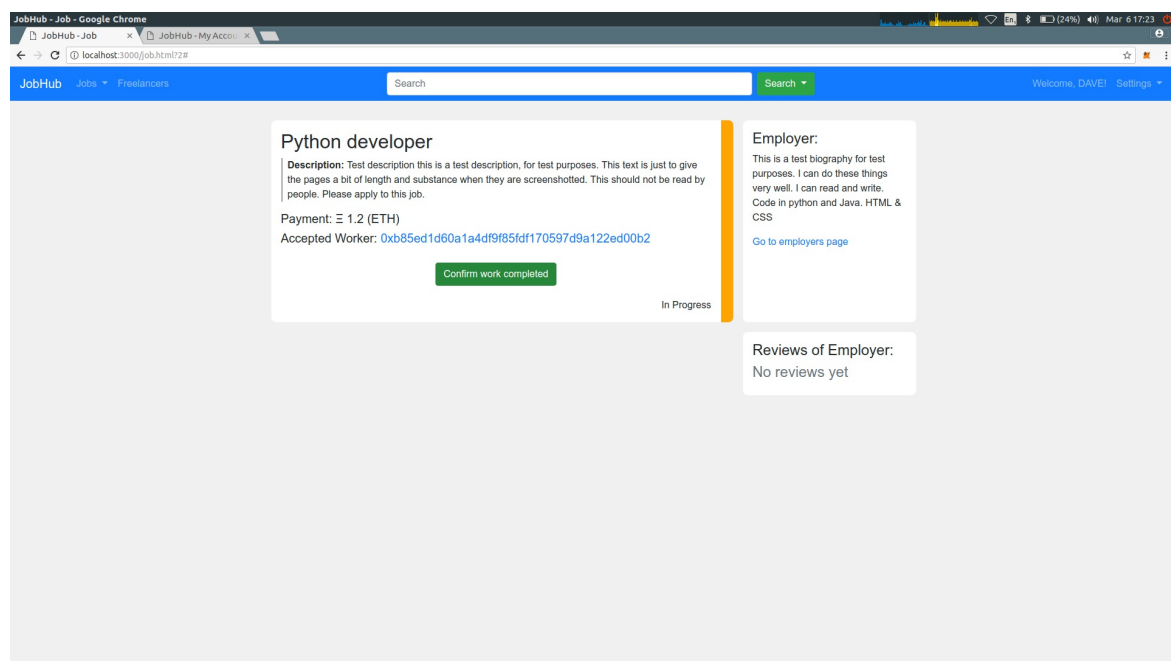 JobHub - Job - Google Chrome
En
(24%)
Mar 6 17:23
JobHub - Job
JobHub - My Accou
localhost:3000/job.html?2#
JobHub Jobs Freelancers
Search
Search
Welcome, DAVE! Settings
Python developer
Description: Test description this is a test description, for test purposes. This text is just to give
the pages a bit of length and substance when they are screenshotted. This should not be read by
people. Please apply to this job.
Payment: Ξ 1.2 (ETH)
Accepted Worker: 0xb85ed1d60a1a4df9f85fdf170597d9a122ed00b2
Confirm work completed
In Progress
Employer:
This is a test biography for test
purposes. I can do these things
very well. I can read and write.
Code in python and Java. HTML &
CSS
Go to employers page
Reviews of Employer:
No reviews yet